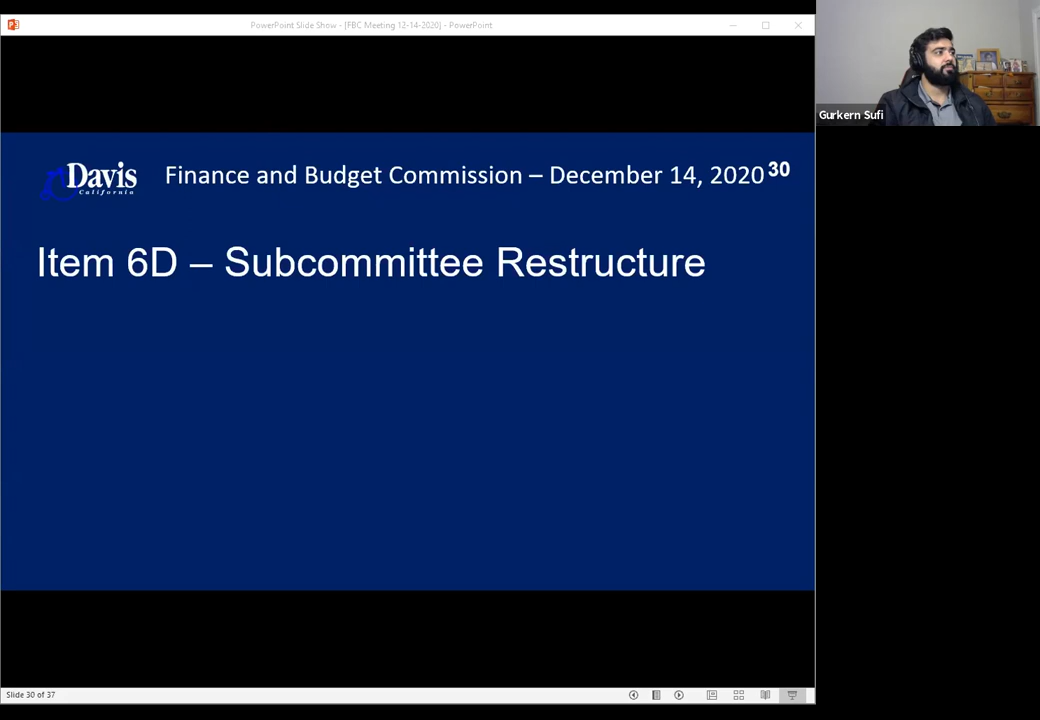 PowerPoint Slide Show - [FBC Meeting 12-14-2020] - PowerPoint
Gurkern Sufi
Davis
California
Finance and Budget Commission – December 14, 2020 30
Item 6D – Subcommittee Restructure
Slide 30 of 37